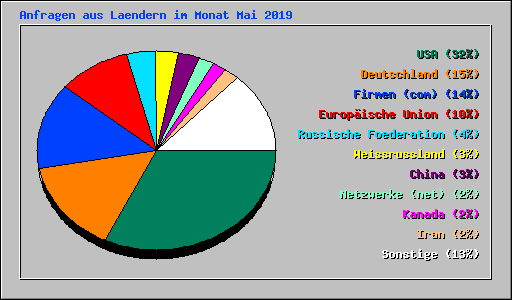 Anfragen aus Laendern im Monat Mai 2019
USA (32%)
Deutschland (15%)
Firmen (com) (14%)
Europäische Union (10%)
Russische Foederation (4%)
Weissrussland (3%)
China (3%)
Netzwerke (net) (2%)
Kanada (2%)
Iran (2%)
Sonstige (13%)